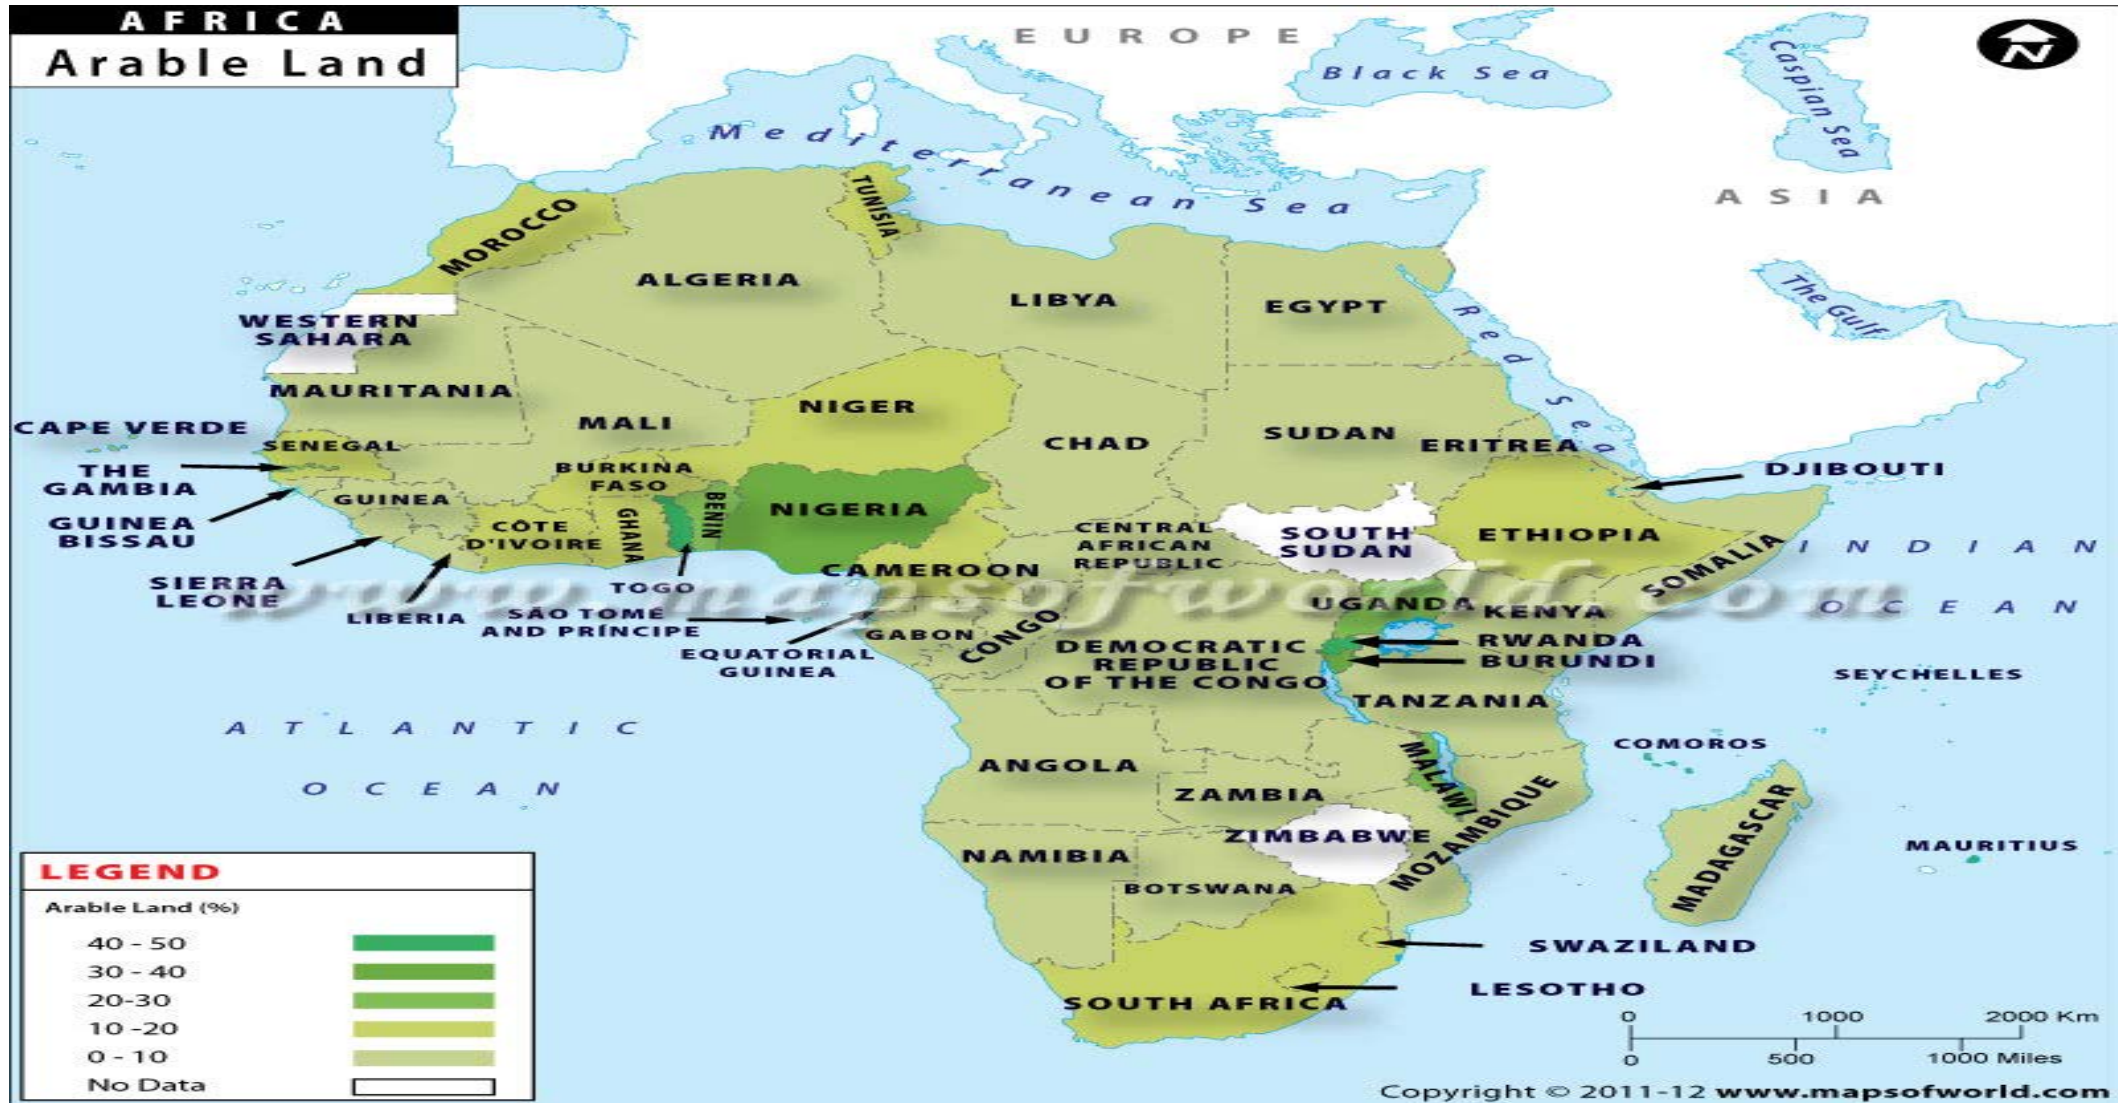 AFRICA
Arable Land
EUROPE
Black Sea
Caspian Sea
N
Mediterranean Sea
ASIA
TUNISIA
MOROCCO
ALGERIA
LIBYA
EGYPT
Red Sea
The Gulf
WESTERN
SAHARA
MAURITANIA
MALI
NIGER
CHAD
SUDAN
ERITREA
CAPE VERDE
SENEGAL
THE
GAMBIA
GUINEA
BISSAU
GUINEA
BURKINA
FASO
BENIN
GHANA
NIGERIA
CÔTE
D'IVOIRE
DJIBOUTI
CENTRAL
AFRICAN
REPUBLIC
SOUTH
SUDAN
ETHIOPIA
SOMALIA
INDIAN
OCEAN
SIERRA
LEONE
LIBERIA
TOGO
CAMEROON
www.mapsofworld.com
SÃO TOMÉ
AND PRÍNCIPE
EQUATORIAL
GUINEA
GABON
CONGO
DEMOCRATIC
REPUBLIC
OF THE CONGO
UGANDA
KENYA
RWANDA
BURUNDI
TANZANIA
SEYCHELLES
ATLANTIC
OCEAN
COMOROS
ANGOLA
ZAMBIA
MALAWI
MOZAMBIQUE
ZIMBABWE
MADAGASCAR
MAURITIUS
NAMIBIA
BOTSWANA
SWAZILAND
LESOTHO
SOUTH AFRICA
LEGEND
Arable Land (%)
40 - 50
30 - 40
20-30
10 -20
0 - 10
No Data
0 1000 2000 Km
0 500 1000 Miles
Copyright © 2011-12 www.mapsofworld.com